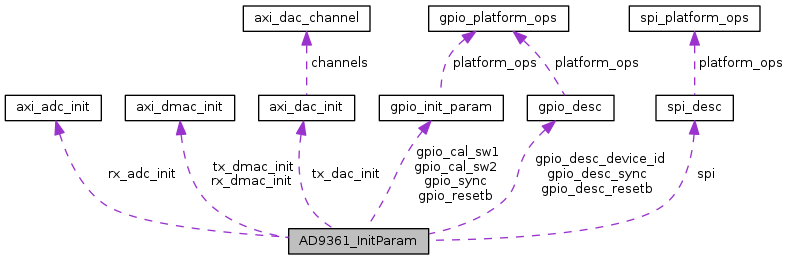 axi_dac_channel
gpio_platform_ops
spi_platform_ops
channels
platform_ops
platform_ops
platform_ops
axi_adc_init
axi_dmac_init
axi_dac_init
gpio_init_param
gpio_desc
spi_desc
rx_adc_init
tx_dmac_init
rx_dmac_init
tx_dac_init
gpio_cal_sw1
gpio_cal_sw2
gpio_sync
gpio_resetb
gpio_desc_device_id
gpio_desc_sync
gpio_desc_resetb
spi
AD9361_InitParam